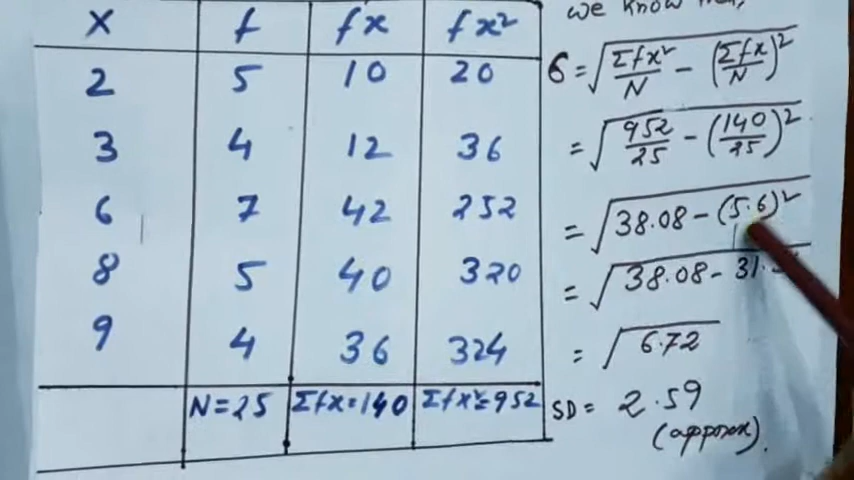 we know that,
X f fx fx²
2 5 10 20
3 4 12 36
6 7 42 252
8 5 40 320
9 4 36 324
N=25 Σfx=140 Σfx²=952
6=√(Σfx²/N - (Σfx/N)²)
=√(952/25 - (140/25)²)
=√(38.08 - (5.6)²)
=√(38.08 - 31.
=√6.72
SD= 2.59
(approx).